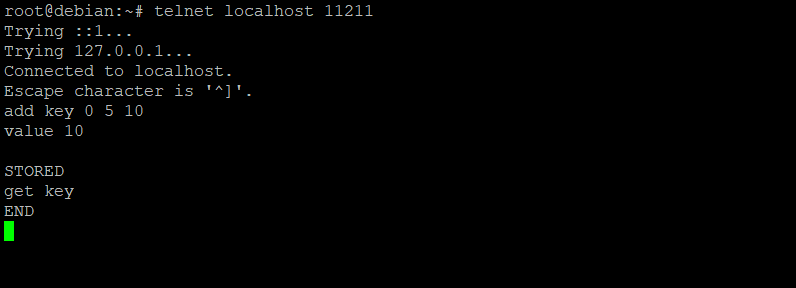 root@debian:~# telnet localhost 11211
Trying ::1...
Trying 127.0.0.1...
Connected to localhost.
Escape character is '^]'.
add key 0 5 10
value 10
STORED
get key
END